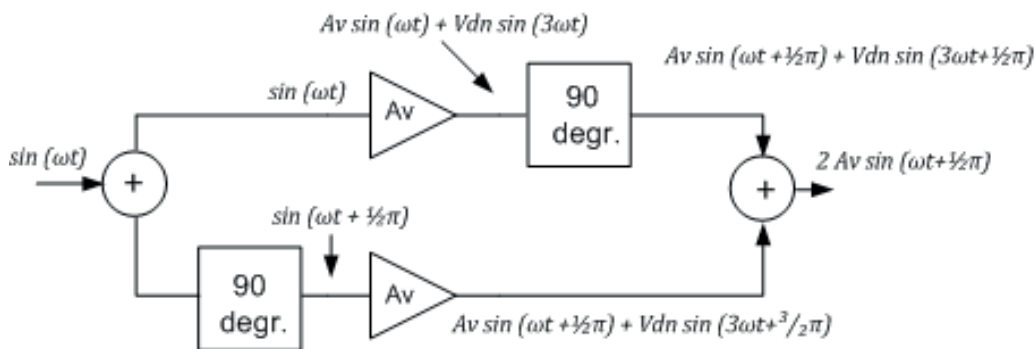 Av sin (ωt) + Vdn sin (3ωt)
Av sin (ωt +½π) + Vdn sin (3ωt+½π)
sin (ωt)
Av
90
degr.
sin (ωt)
+
+
2 Av sin (ωt+½π)
sin (ωt + ½π)
90
degr.
Av
Av sin (ωt +½π) + Vdn sin (3ωt+³/₂π)